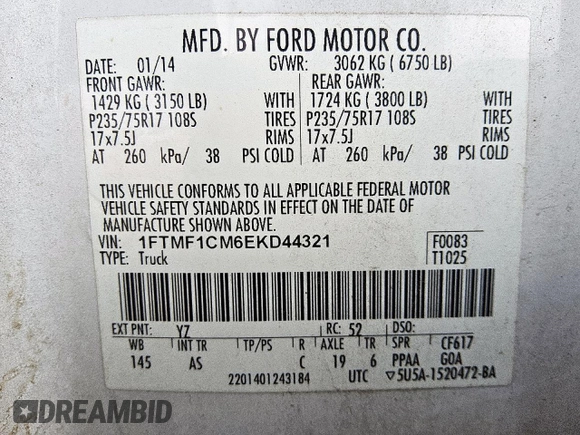 MFD. BY FORD MOTOR CO.
DATE: 01/14 GVWR: 3062 KG ( 6750 LB)
FRONT GAWR: REAR GAWR:
1429 KG ( 3150 LB) WITH 1724 KG ( 3800 LB) WITH
P235/75R17 108S TIRES P235/75R17 108S TIRES
17x7.5J RIMS 17x7.5J RIMS
AT 260 kPa/ 38 PSI COLD AT 260 kPa/ 38 PSI COLD
THIS VEHICLE CONFORMS TO ALL APPLICABLE FEDERAL MOTOR
VEHICLE SAFETY STANDARDS IN EFFECT ON THE DATE OF
MANUFACTURE SHOWN ABOVE.
VIN: 1FTMF1CM6EKD44321 F0083
TYPE: Truck T1025
EXT PNT: YZ RC: 52 DSO:
WB INT TR TP/PS R AXLE TR SPR CF617
145 AS C 19 6 PPAA GOA
2201401243184 UTC ▽5U5A-1520472-BA
DREAMBID